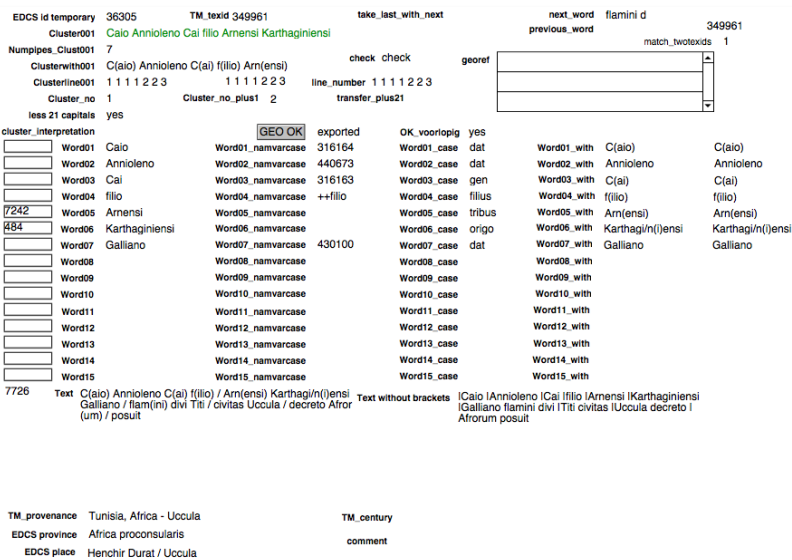 EDCS id temporary 36305 TM_texid 349961 take_last_with_next next_word flamini d
Cluster001 Caio Annioleno Cai filio Arnensi Karthaginiensi previous_word 349961
Numpipes_Clust001 7 match_twotexids 1
Clusterwith001 C(aio) Annioleno C(ai) f(ilio) Arn(ensi) check check georef
Clusterline001 1 1 1 1 2 2 3 1 1 1 1 2 2 3 line_number 1 1 1 1 2 2 3
Cluster_no 1 Cluster_no_plus1 2 transfer_plus21
less 21 capitals yes
cluster_interpretation GEO OK exported OK_voorlopig yes
Word01 Caio Word01_namvarcase 316164 Word01_case dat Word01_with C(aio) C(aio)
Word02 Annioleno Word02_namvarcase 440673 Word02_case dat Word02_with Annioleno Annioleno
Word03 Cai Word03_namvarcase 316163 Word03_case gen Word03_with C(ai) C(ai)
Word04 filio Word04_namvarcase ++filio Word04_case filius Word04_with f(ilio) f(ilio)
7242 Word05 Arnensi Word05_namvarcase Word05_case tribus Word05_with Arn(ensi) Arn(ensi)
484 Word06 Karthaginiensi Word06_namvarcase Word06_case origo Word06_with Karthagi/n(i)ensi Karthagi/n(i)ensi
Word07 Galliano Word07_namvarcase 430100 Word07_case dat Word07_with Galliano Galliano
Word08 Word08_namvarcase Word08_case Word08_with
Word09 Word09_namvarcase Word09_case Word09_with
Word10 Word10_namvarcase Word10_case Word10_with
Word11 Word11_namvarcase Word11_case Word11_with
Word12 Word12_namvarcase Word12_case Word12_with
Word13 Word13_namvarcase Word13_case Word13_with
Word14 Word14_namvarcase Word14_case Word14_with
Word15 Word15_namvarcase Word15_case Word15_with
7726 Text C(aio) Annioleno C(ai) f(ilio) / Arn(ensi) Karthagi/n(i)ensi Text without brackets |Caio |Annioleno |Cai |filio |Arnensi |Karthaginiensi
Galliano / flam(ini) divi Titi / civitas Uccula / decreto Afror |Galliano flamini divi |Titi civitas |Uccula decreto |
(um) / posuit Afrorum posuit
TM_provenance Tunisia, Africa - Uccula TM_century
EDCS province Africa proconsularis comment
EDCS place Henchir Durat / Uccula